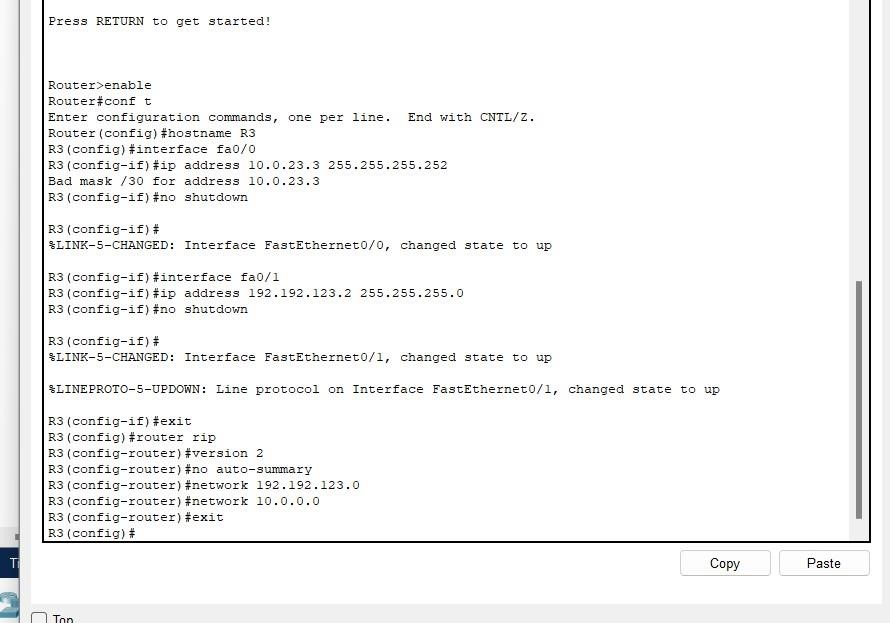 Press RETURN to get started!
Router>enable
Router#conf t
Enter configuration commands, one per line.  End with CNTL/Z.
Router(config)#hostname R3
R3(config)#interface fa0/0
R3(config-if)#ip address 10.0.23.3 255.255.255.252
Bad mask /30 for address 10.0.23.3
R3(config-if)#no shutdown
R3(config-if)#
%LINK-5-CHANGED: Interface FastEthernet0/0, changed state to up
R3(config-if)#interface fa0/1
R3(config-if)#ip address 192.192.123.2 255.255.255.0
R3(config-if)#no shutdown
R3(config-if)#
%LINK-5-CHANGED: Interface FastEthernet0/1, changed state to up
%LINEPROTO-5-UPDOWN: Line protocol on Interface FastEthernet0/1, changed state to up
R3(config-if)#exit
R3(config)#router rip
R3(config-router)#version 2
R3(config-router)#no auto-summary
R3(config-router)#network 192.192.123.0
R3(config-router)#network 10.0.0.0
R3(config-router)#exit
R3(config)#
Copy
Paste
Top